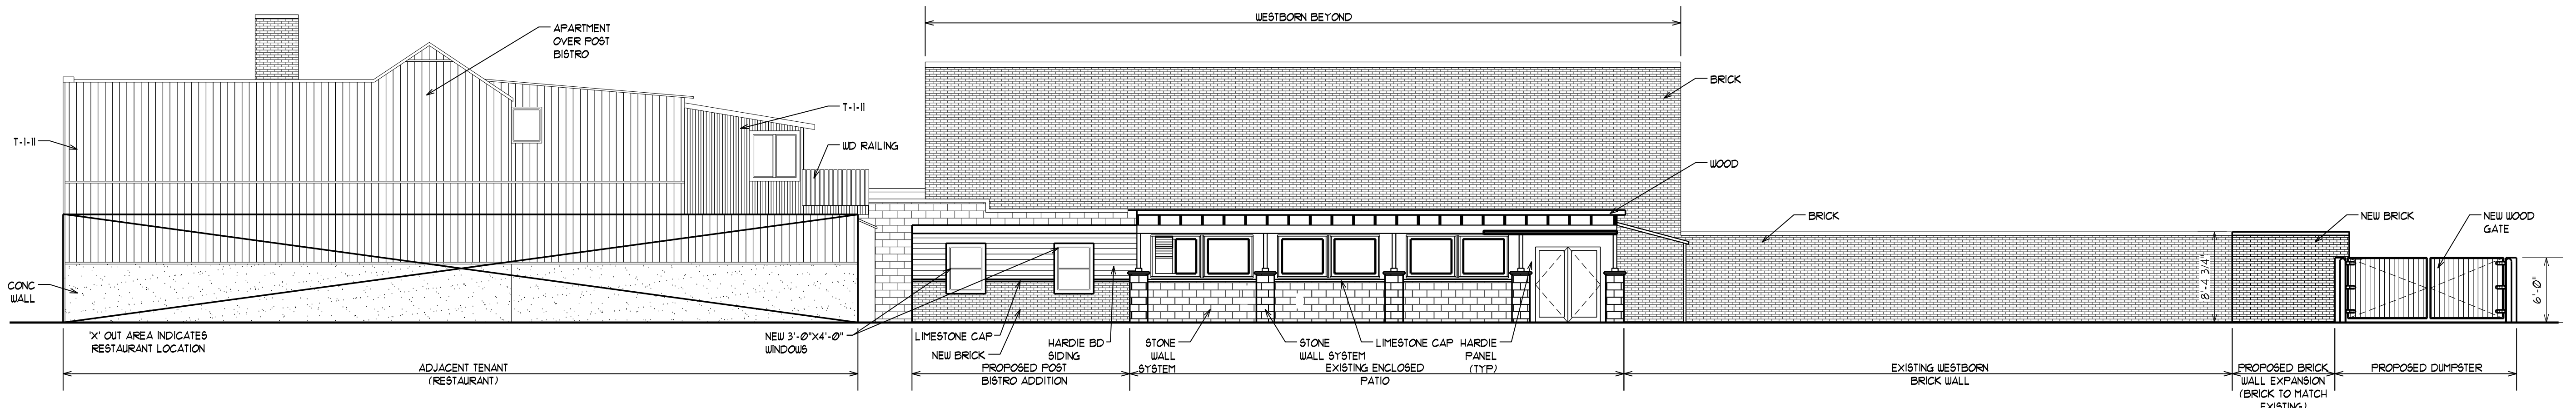 WESTBORN BEYOND
APARTMENT
OVER POST
BISTRO
BRICK
T-1-11
T-1-11
WD RAILING
WOOD
BRICK
NEW BRICK
NEW WOOD
GATE
CONC
WALL
8'-4 3/4"
6'-0"
'X' OUT AREA INDICATES
RESTAURANT LOCATION
NEW 3'-0"X4'-0"
WINDOWS
LIMESTONE CAP
NEW BRICK
HARDIE BD
SIDING
STONE
WALL
SYSTEM
STONE
WALL SYSTEM
LIMESTONE CAP
HARDIE
PANEL
(TYP)
ADJACENT TENANT
(RESTAURANT)
PROPOSED POST
BISTRO ADDITION
EXISTING ENCLOSED
PATIO
EXISTING WESTBORN
BRICK WALL
PROPOSED BRICK
WALL EXPANSION
(BRICK TO MATCH
EXISTING)
PROPOSED DUMPSTER